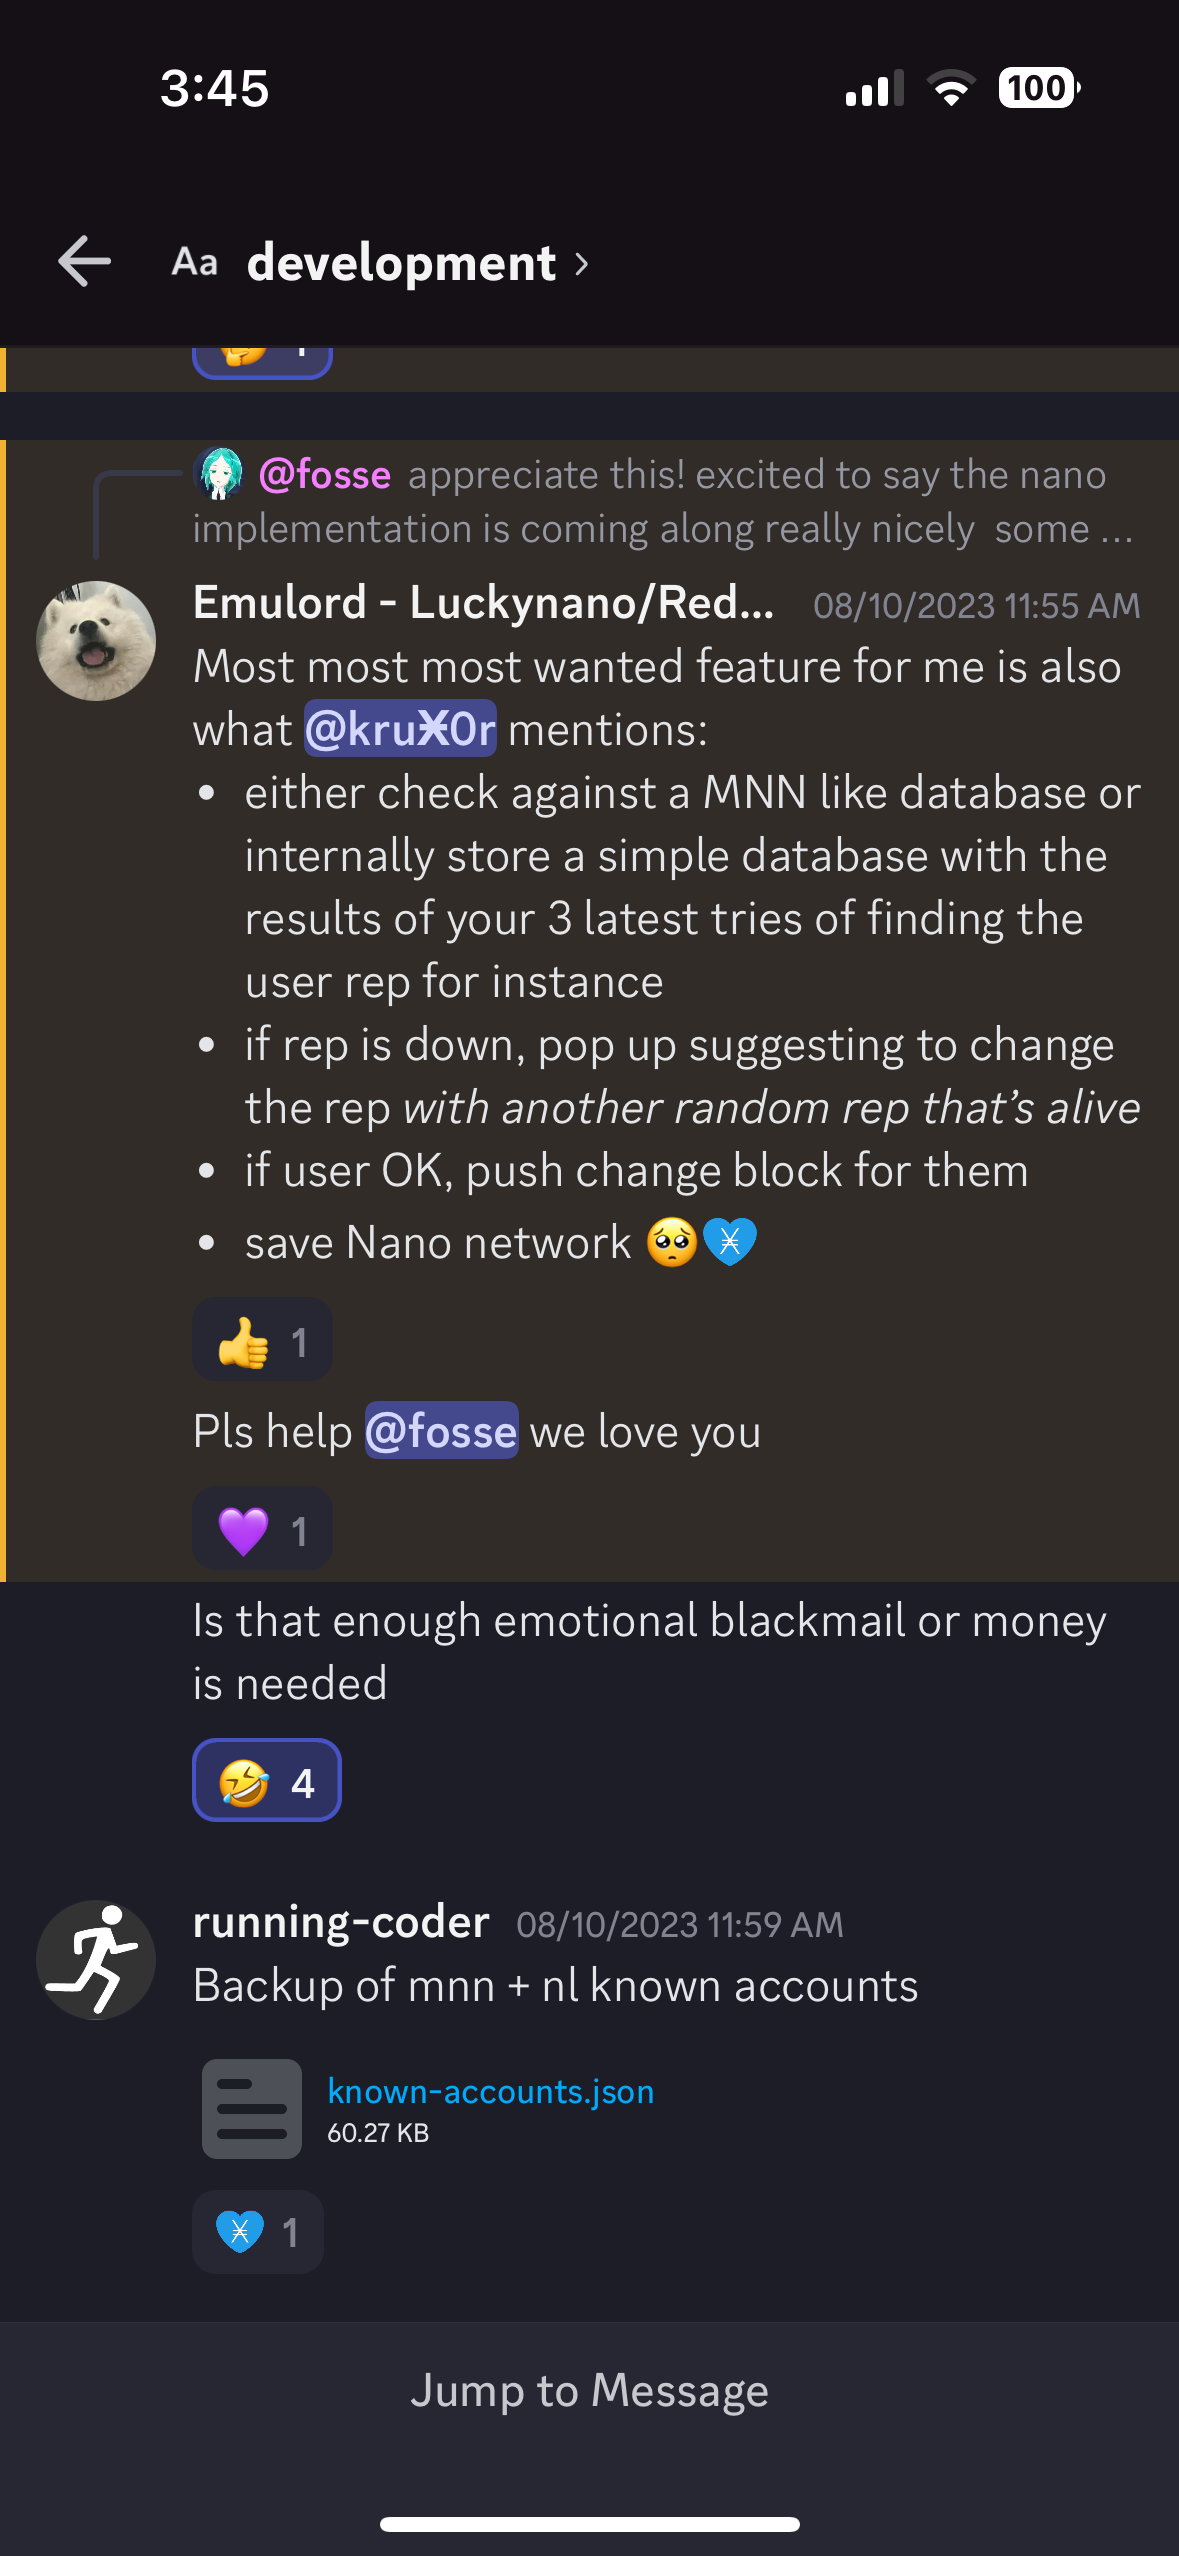 3:45
100
Aa development ›
@fosse appreciate this! excited to say the nano
implementation is coming along really nicely some ...
Emulord - Luckynano/Red... 08/10/2023 11:55 AM
Most most most wanted feature for me is also
what @kruӾ0r mentions:
• either check against a MNN like database or
internally store a simple database with the
results of your 3 latest tries of finding the
user rep for instance
• if rep is down, pop up suggesting to change
the rep with another random rep that’s alive
• if user OK, push change block for them
• save Nano network 🥺
👍 1
Pls help @fosse we love you
💜 1
Is that enough emotional blackmail or money
is needed
🤣 4
running-coder 08/10/2023 11:59 AM
Backup of mnn + nl known accounts
known-accounts.json
60.27 KB
1
Jump to Message